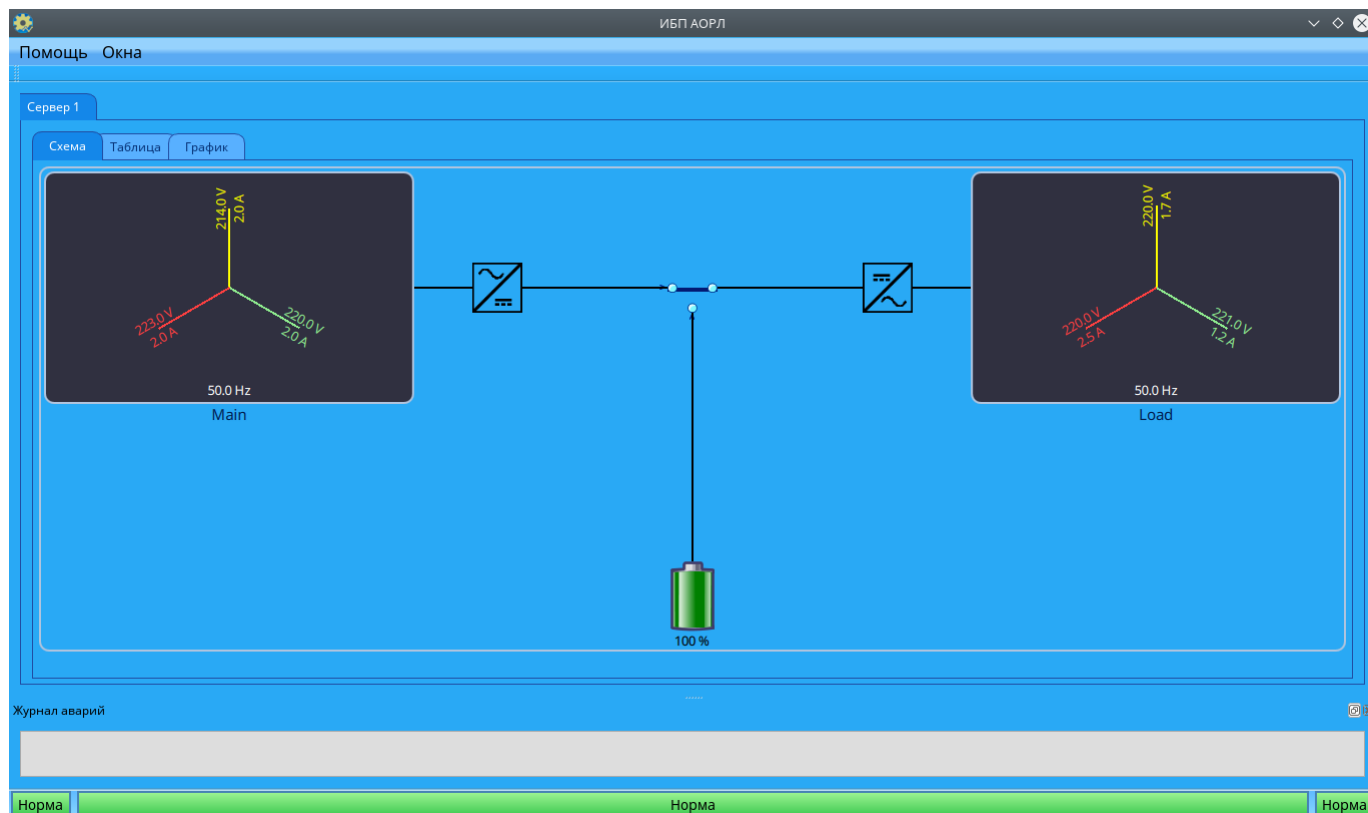 ИБП АОРЛ
Помощь Окна
Сервер 1
Схема Таблица График
214.0 V
2.0 A
223.0 V
2.0 A
220.0 V
2.0 A
50.0 Hz
Main
220.0 V
1.7 A
220.0 V
2.5 A
221.0 V
1.2 A
50.0 Hz
Load
100 %
Журнал аварий
Норма Норма Норма